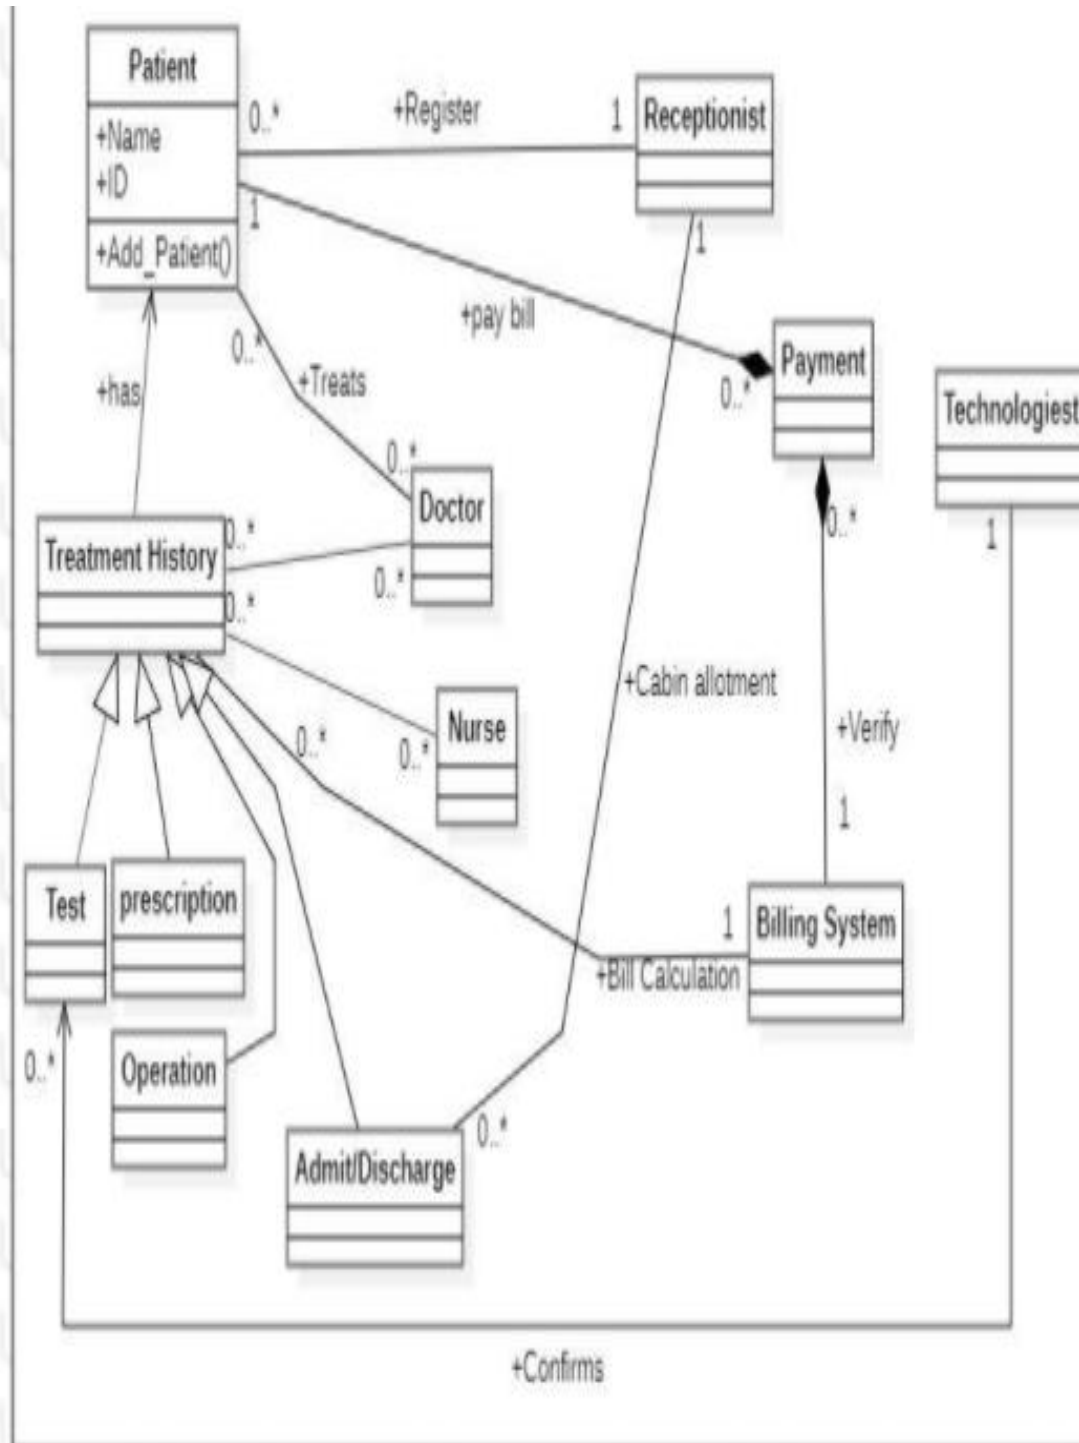 Patient
+Name
+ID
+Add_Patient()
0..*
+Register
1
Receptionist
1
1
+pay bill
0..*
Payment
Technologiest
1
+has
0..*
+Treats
0..*
Doctor
0..*
0..*
Treatment History
0..*
0..*
Nurse
0..*
+Cabin allotment
0..*
+Verify
1
Test
prescription
1
Billing System
+Bill Calculation
Operation
0..*
0..*
Admit/Discharge
+Confirms